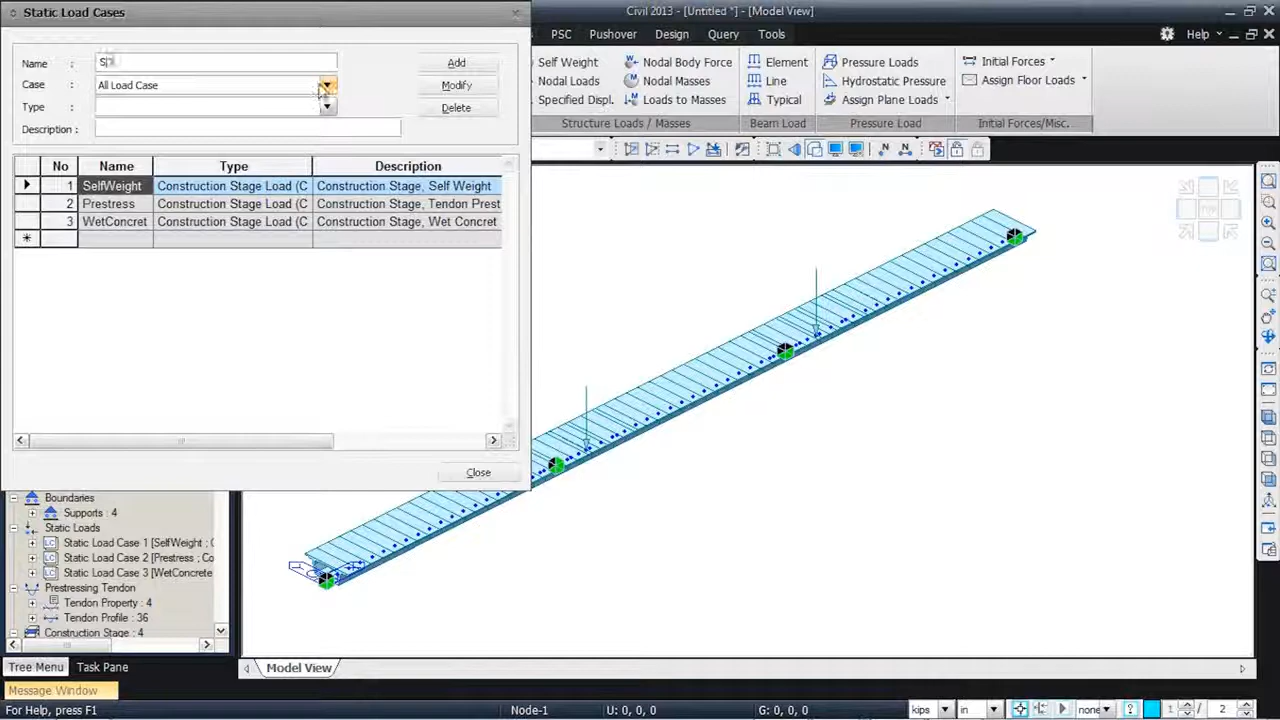 Static Load Cases
Civil 2013 - [Untitled *] - [Model View]
PSC Pushover Design Query Tools
Help
Name :
Case : All Load Case
Type :
Description :
Add
Modify
Delete
Self Weight
Nodal Loads
Specified Displ.
Nodal Body Force
Nodal Masses
Loads to Masses
Structure Loads / Masses
Element
Line
Typical
Beam Load
Pressure Loads
Hydrostatic Pressure
Assign Plane Loads
Pressure Load
Initial Forces
Assign Floor Loads
Initial Forces/Misc.
No Name Type Description
1 SelfWeight Construction Stage Load (C Construction Stage, Self Weight
2 Prestress Construction Stage Load (C Construction Stage, Tendon Prest
3 WetConcret Construction Stage Load (C Construction Stage, Wet Concret
Close
Boundaries
Supports : 4
Static Loads
Static Load Case 1 [SelfWeight ; C
Static Load Case 2 [Prestress ; Co
Static Load Case 3 [WetConcrete
Prestressing Tendon
Tendon Property : 4
Tendon Profile : 36
Construction Stage : 4
Tree Menu Task Pane
Model View
Message Window
For Help, press F1 Node-1 U: 0, 0, 0 G: 0, 0, 0 kips in none 1 / 2